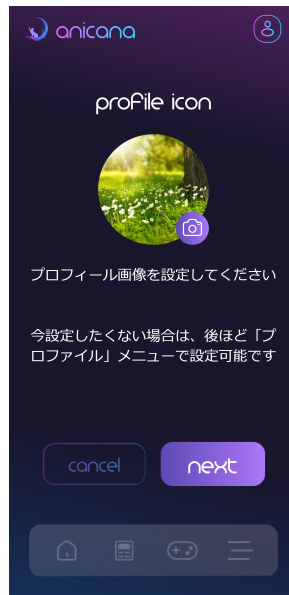 anicana
profile icon
プロフィール画像を設定してください
今設定したくない場合は、後ほど「プ
ロファイル」メニューで設定可能です
cancel
next